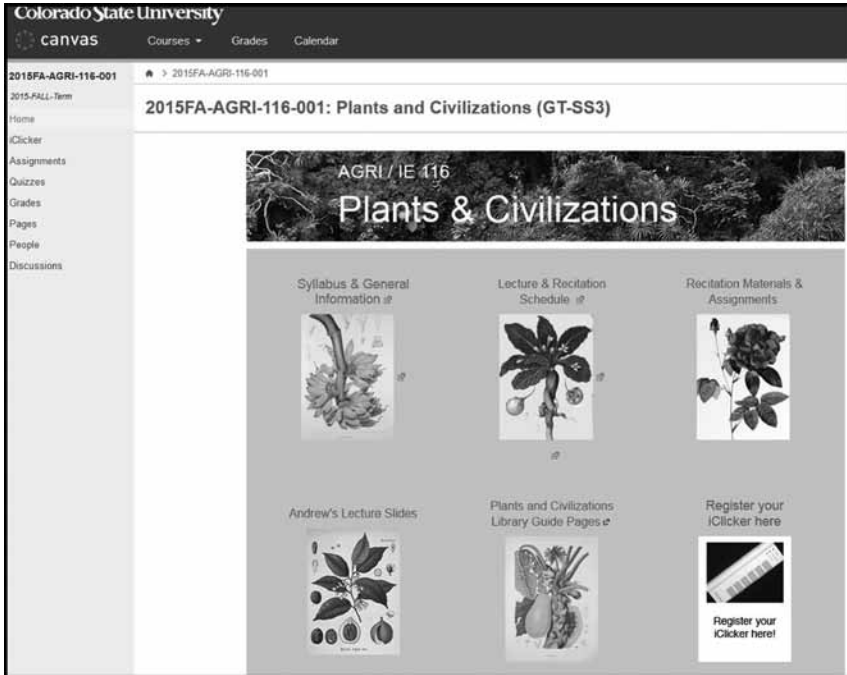 Colorado State University
canvas
Courses
Grades
Calendar
2015FA-AGRI-116-001
2015-FALL-Term
Home
iClicker
Assignments
Quizzes
Grades
Pages
People
Discussions
> 2015FA-AGRI-116-001
2015FA-AGRI-116-001: Plants and Civilizations (GT-SS3)
AGRI / IE 116
Plants & Civilizations
Syllabus & General
Information
Lecture & Recitation
Schedule
Recitation Materials &
Assignments
Andrew's Lecture Slides
Plants and Civilizations
Library Guide Pages
Register your
iClicker here
Register your
iClicker here!